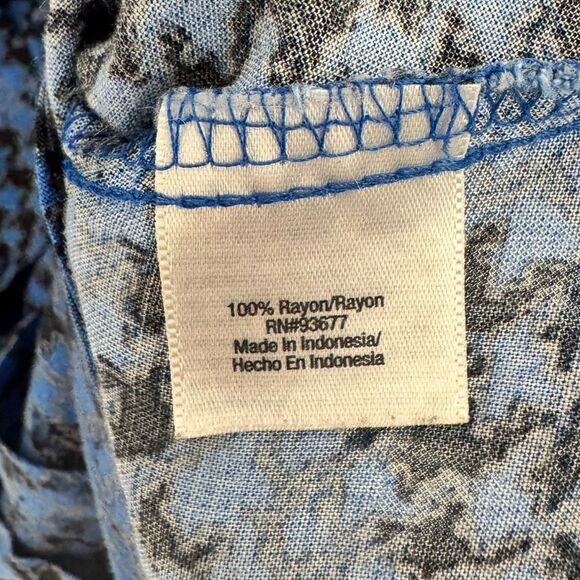 100% Rayon/Rayon
RN#93677
Made In Indonesia/
Hecho En Indonesia